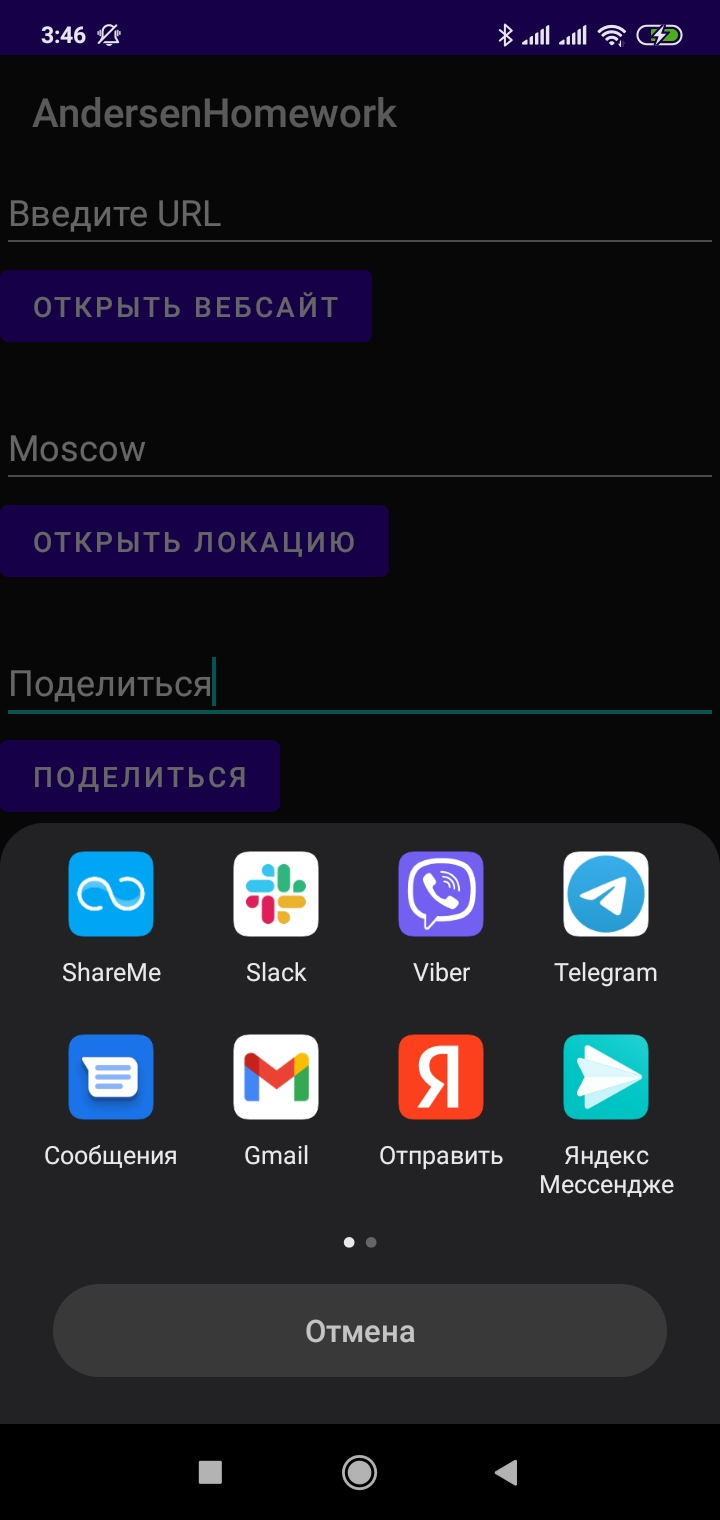 3:46
AndersenHomework
Введите URL
ОТКРЫТЬ ВЕБСАЙТ
Moscow
ОТКРЫТЬ ЛОКАЦИЮ
Поделиться
ПОДЕЛИТЬСЯ
ShareMe Slack Viber Telegram
Сообщения Gmail Отправить Яндекс
Мессендже
Отмена